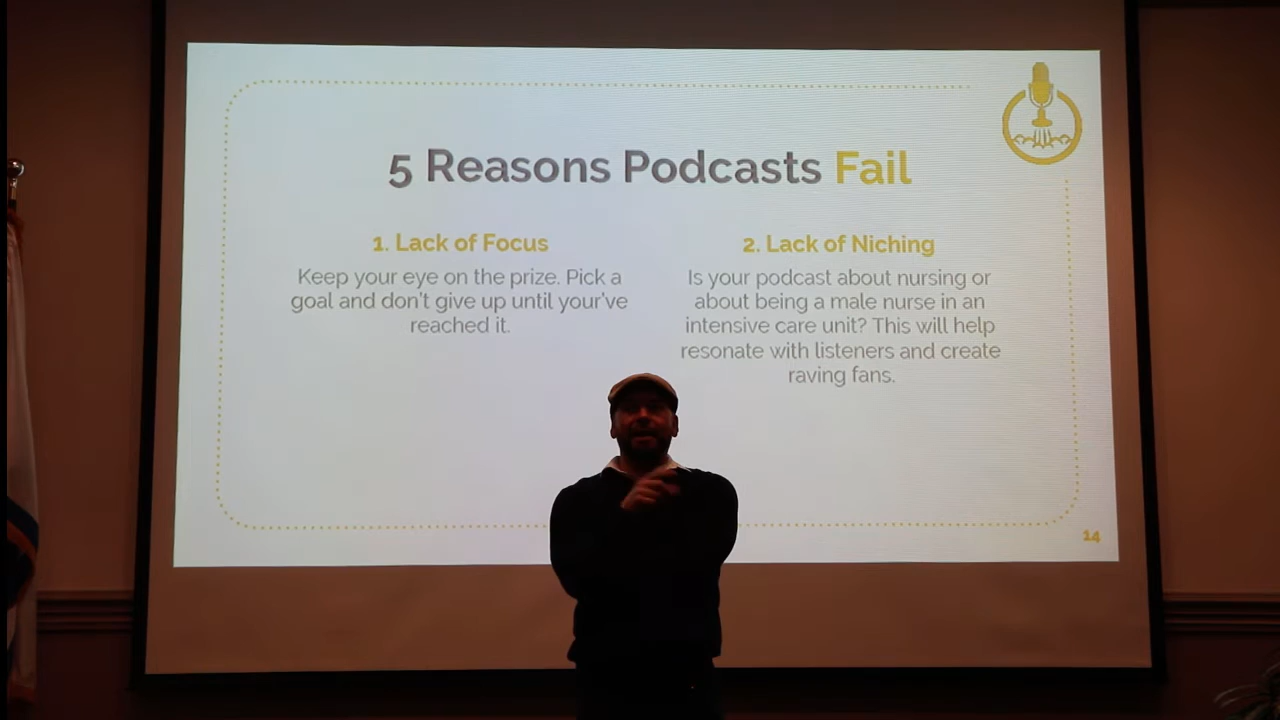 5 Reasons Podcasts Fail
1. Lack of Focus
Keep your eye on the prize. Pick a
goal and don't give up until your've
reached it.
2. Lack of Niching
Is your podcast about nursing or
about being a male nurse in an
intensive care unit? This will help
resonate with listeners and create
raving fans.
14